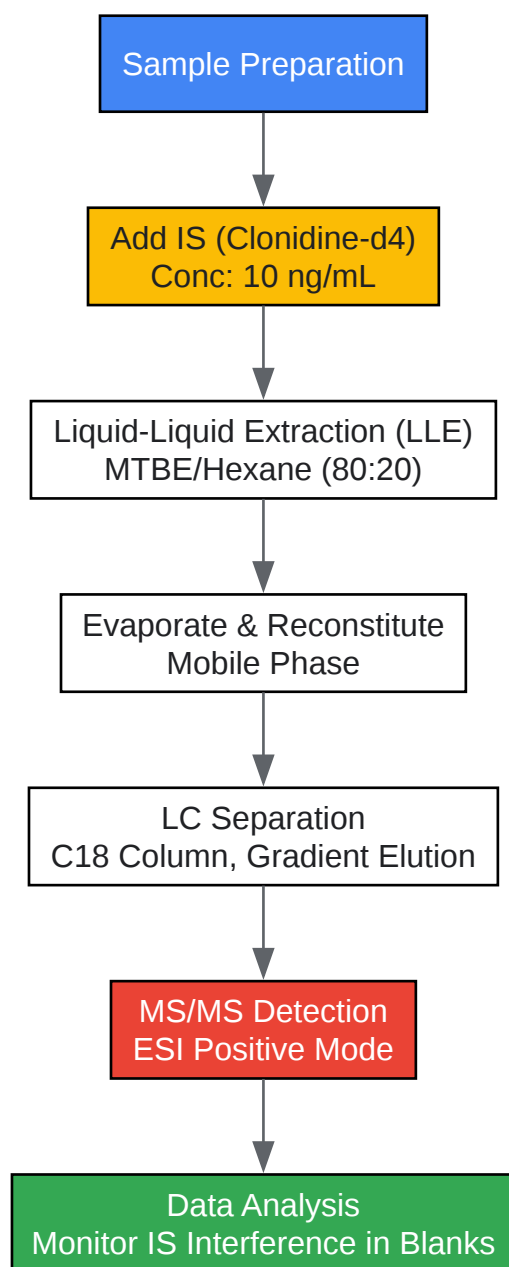 Sample Preparation
Add IS (Clonidine-d4)
Conc: 10 ng/mL
Liquid-Liquid Extraction (LLE)
MTBE/Hexane (80:20)
Evaporate & Reconstitute
Mobile Phase
LC Separation
C18 Column, Gradient Elution
MS/MS Detection
ESI Positive Mode
Data Analysis
Monitor IS Interference in Blanks